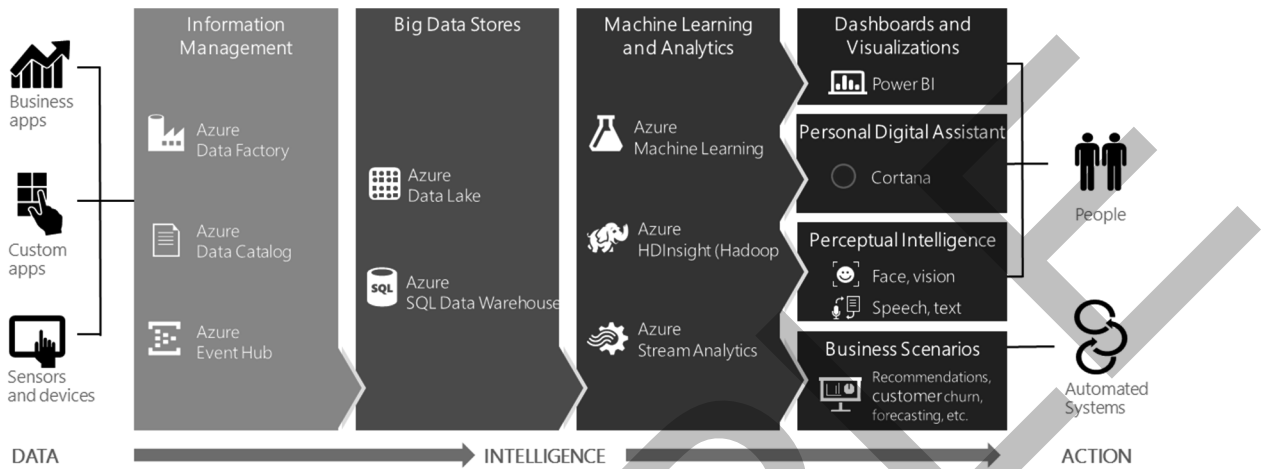 Business
apps
Custom
apps
Sensors
and devices
Information
Management
Azure
Data Factory
Azure
Data Catalog
Azure
Event Hub
Big Data Stores
Azure
Data Lake
SQL
Azure
SQL Data Warehouse
Machine Learning
and Analytics
Azure
Machine Learning
Azure
HDInsight (Hadoop
Azure
Stream Analytics
Dashboards and
Visualizations
Power BI
Personal Digital Assistant
Cortana
Perceptual Intelligence
Face, vision
Speech, text
Business Scenarios
Recommendations,
customer churn,
forecasting, etc.
People
Automated
Systems
DATA
INTELLIGENCE
ACTION